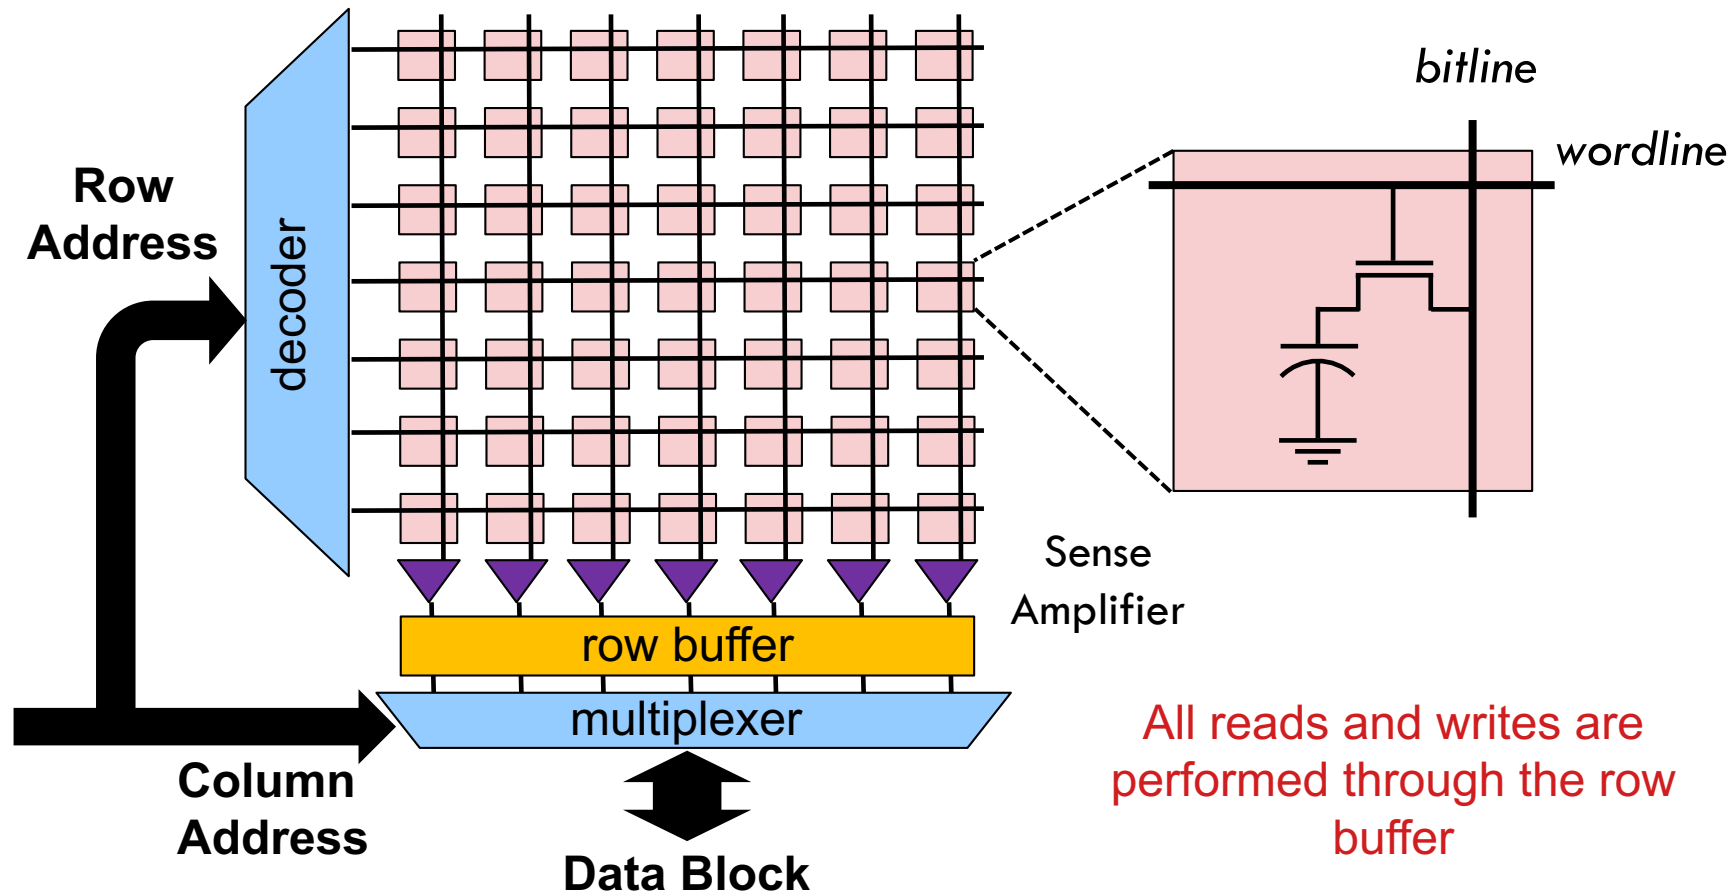 bitline
wordline
Row
Address
decoder
Sense
Amplifier
row buffer
multiplexer
Column
Address
Data Block
All reads and writes are
performed through the row
buffer